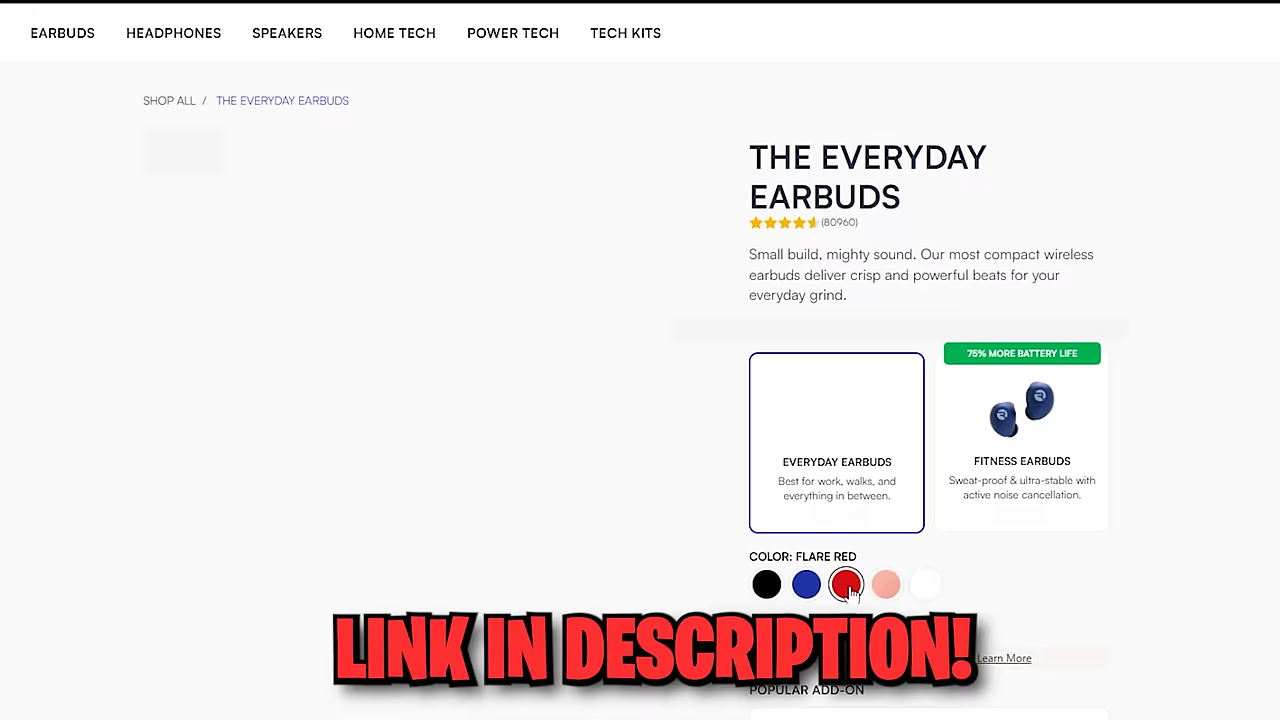 EARBUDS HEADPHONES SPEAKERS HOME TECH POWER TECH TECH KITS
SHOP ALL / THE EVERYDAY EARBUDS
THE EVERYDAY
EARBUDS
(80960)
Small build, mighty sound. Our most compact wireless
earbuds deliver crisp and powerful beats for your
everyday grind.
EVERYDAY EARBUDS
Best for work, walks, and
everything in between.
75% MORE BATTERY LIFE
FITNESS EARBUDS
Sweat-proof & ultra-stable with
active noise cancellation.
COLOR: FLARE RED
LINK IN DESCRIPTION!
Learn More
POPULAR ADD-ON